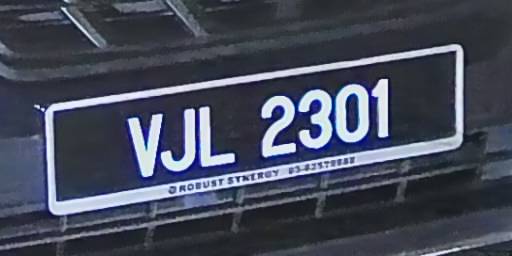 VJL 2301
ROBUST SYNERGY